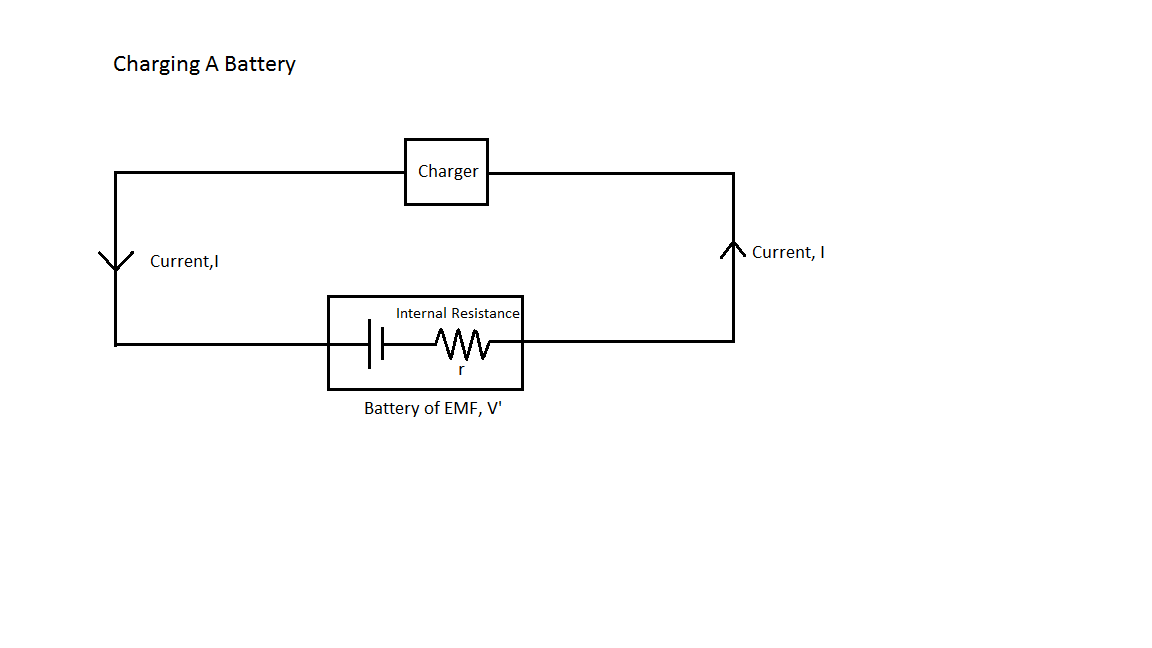 Charging A Battery
Charger
Current,I
Current, I
Internal Resistance
r
Battery of EMF, V'